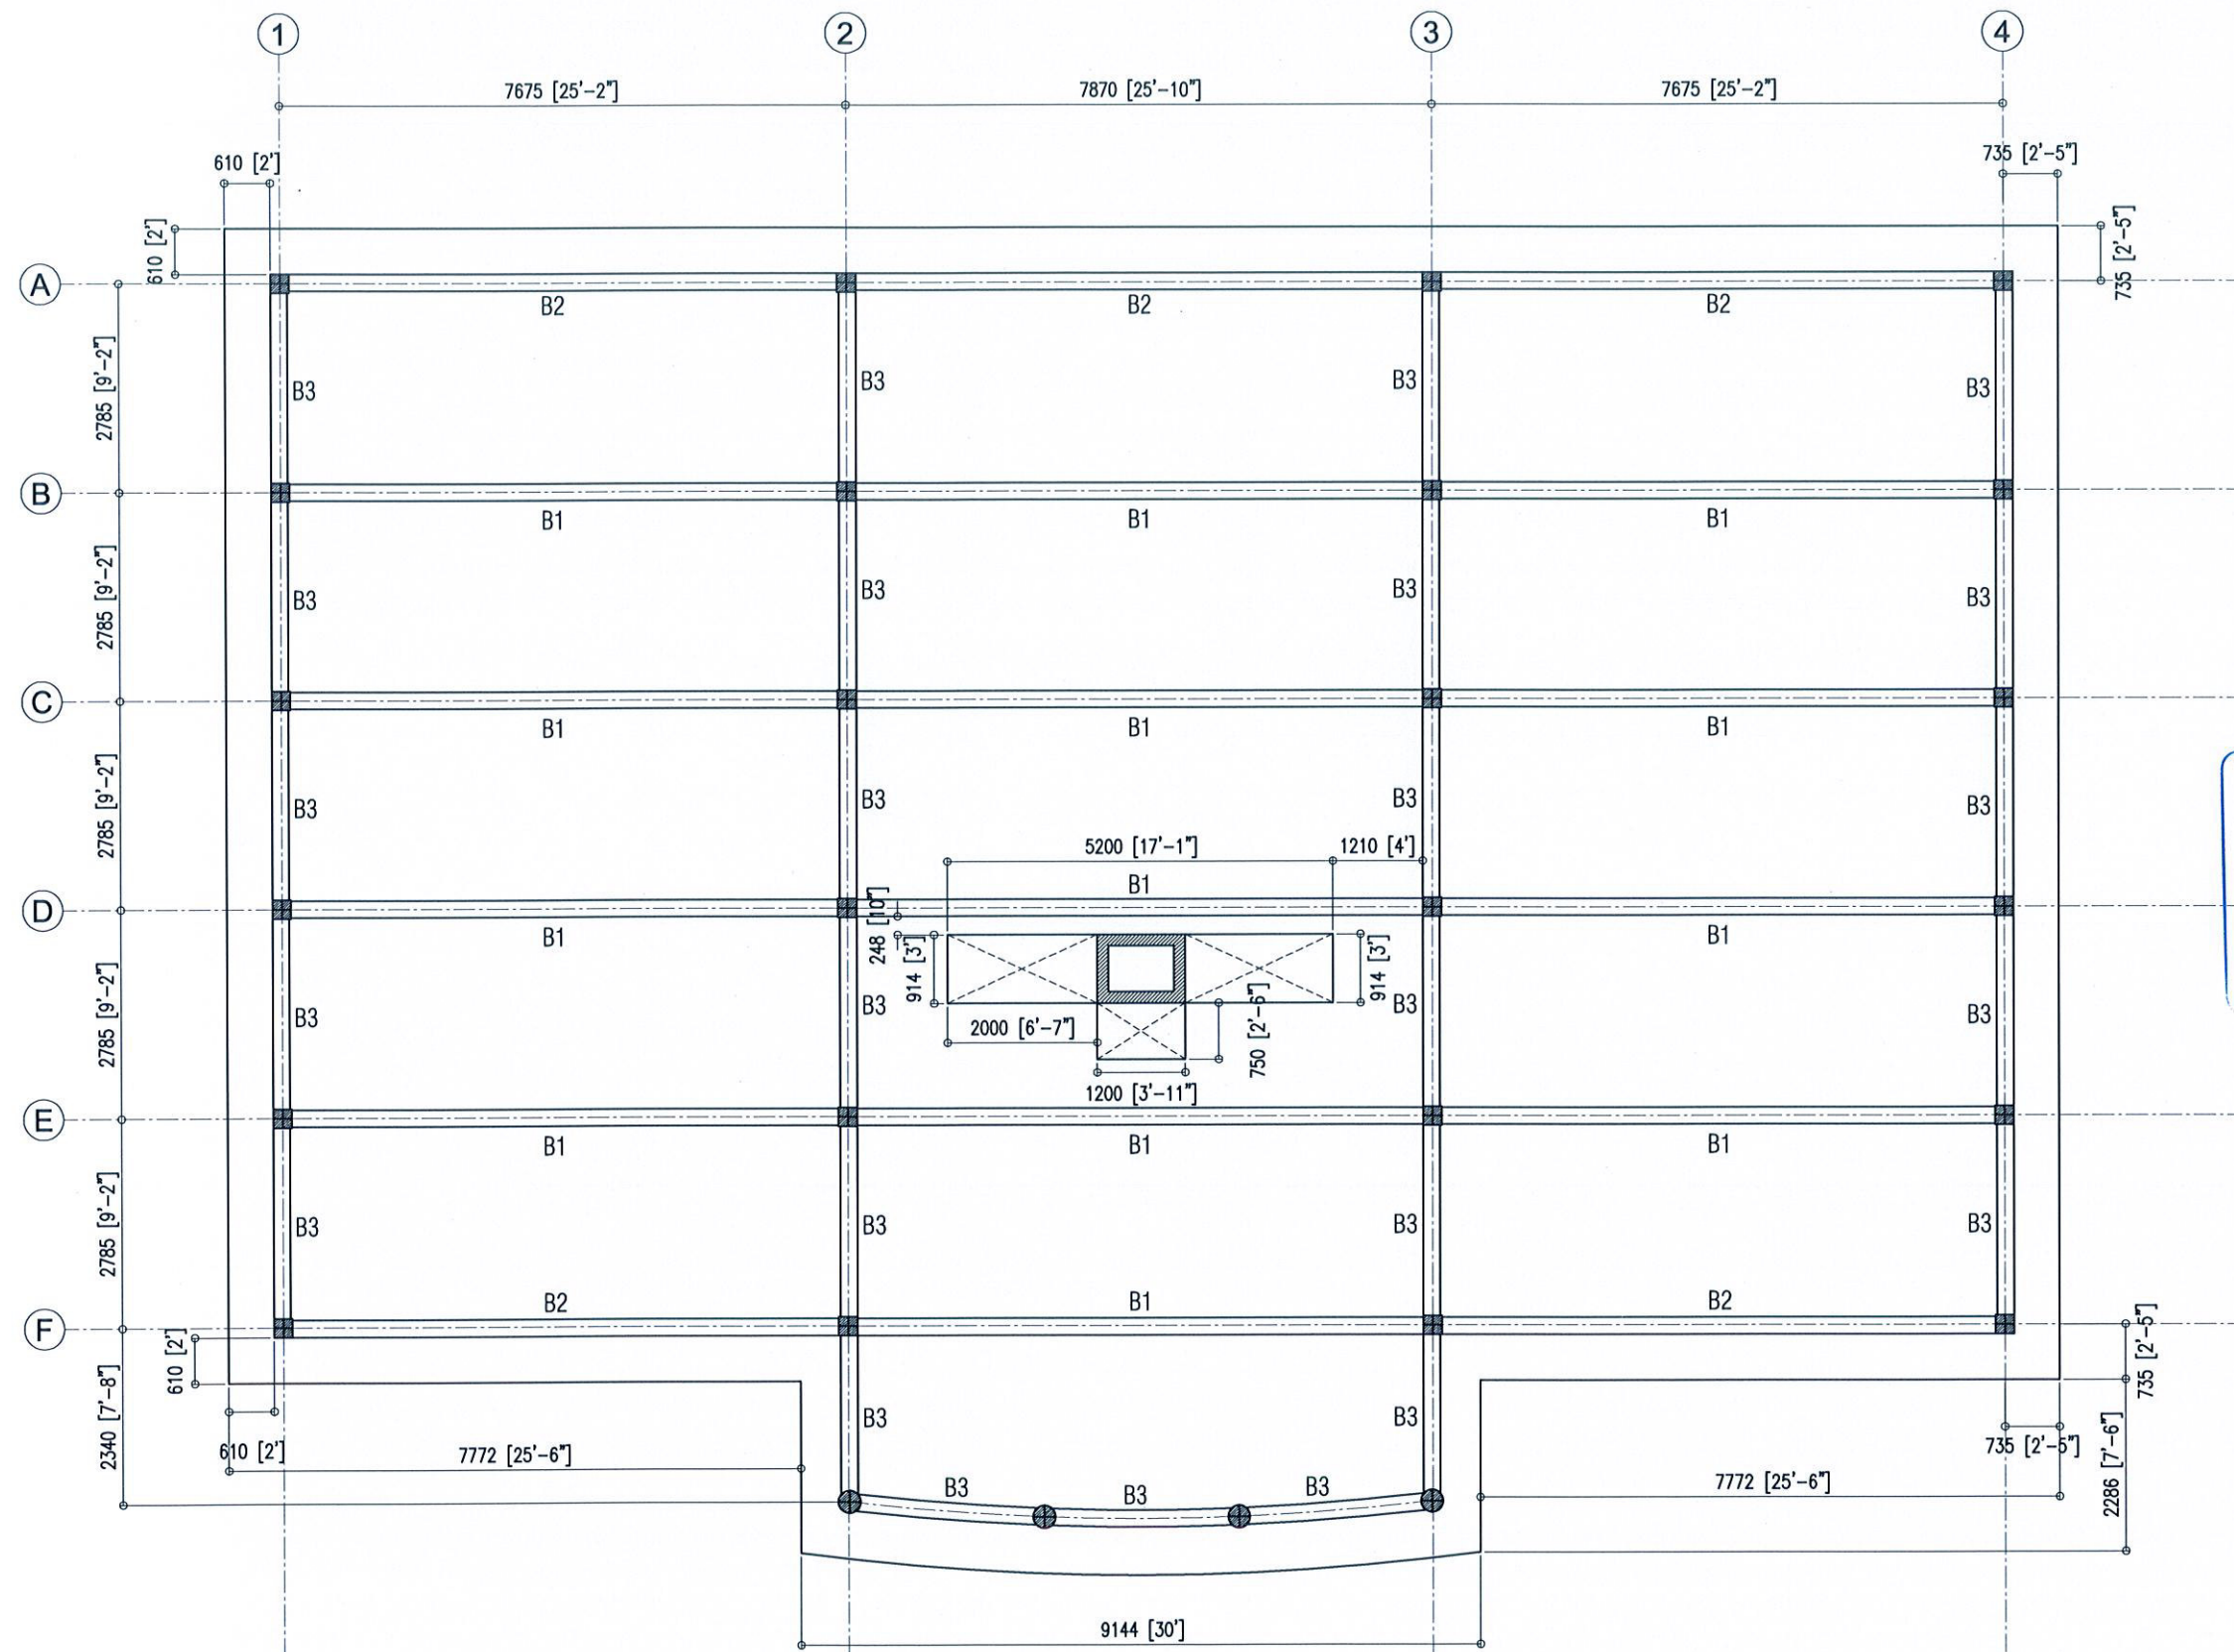 1 2 3 4
7675 [25'-2"] 7870 [25'-10"] 7675 [25'-2"]
610 [2'] 735 [2'-5"]
610 [2'] 735 [2'-5"]
A
B2 B2 B2
2785 [9'-2"]
B3 B3 B3 B3
B
B1 B1 B1
2785 [9'-2"]
B3 B3 B3 B3
C
B1 B1 B1
2785 [9'-2"]
B3 B3 B3 B3
5200 [17'-1"] 1210 [4']
B1
D
248 [10"]
B1 B1
914 [3'] 914 [3']
2785 [9'-2"]
B3 B3 B3 B3
2000 [6'-7"] 750 [2'-6"]
1200 [3'-11"]
E
B1 B1 B1
2785 [9'-2"]
B3 B3 B3 B3
B2 B1 B2
F
610 [2'] 735 [2'-5"]
2340 [7'-8"]
B3 B3
610 [2'] 7772 [25'-6"] 735 [2'-5"]
7772 [25'-6"] 2286 [7'-6"]
B3 B3 B3
9144 [30']